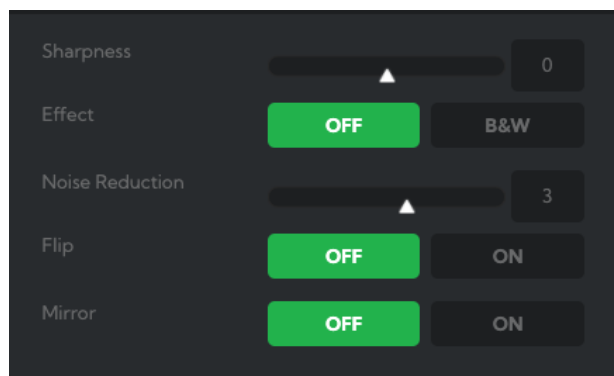 Sharpness 0
Effect OFF B&W
Noise Reduction 3
Flip OFF ON
Mirror OFF ON